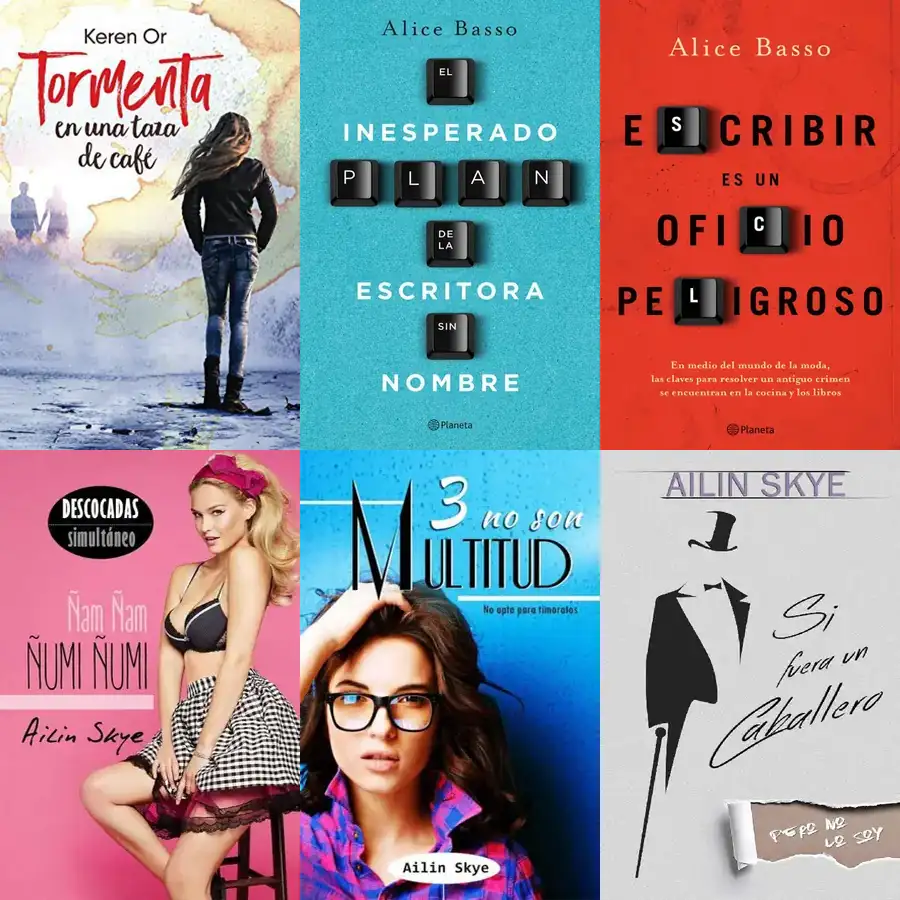 Keren Or
Tormenta
en una taza
de café
Alice Basso
EL
INESPERADO
PLAN
DE
LA
ESCRITORA
SIN
NOMBRE
Planeta
Alice Basso
ESCRIBIR
ES UN
OFICIO
PELIGROSO
En medio del mundo de la moda,
las claves para resolver un antiguo crimen
se encuentran en la cocina y los libros
Planeta
DESCOCADAS
simultáneo
Ñam Ñam
ÑUMI ÑUMI
Ailin Skye
3 no son
MULTITUD
No apto para timoratos
Ailin Skye
AILIN SKYE
Si
fuera un
Caballero
PERO NO
LO SOY